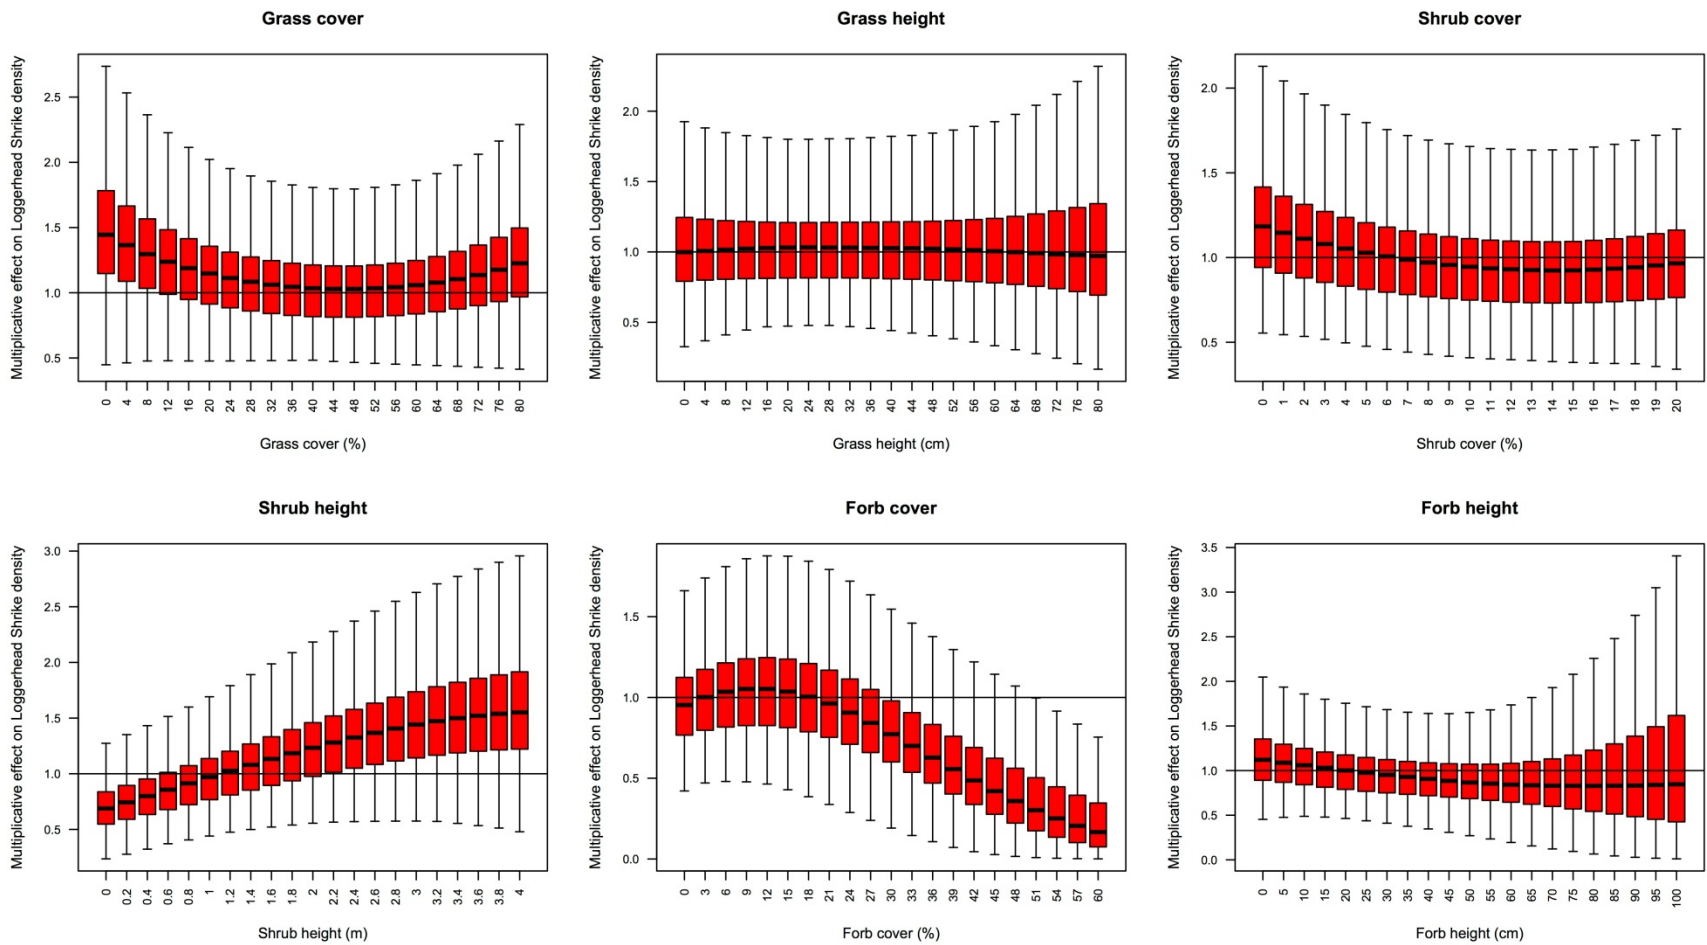 Grass cover
Multiplicative effect on Loggerhead Shrike density
2.5
2.0
1.5
1.0
0.5
0 4 8 12 16 20 24 28 32 36 40 44 48 52 56 60 64 68 72 76 80
Grass cover (%)
Grass height
Multiplicative effect on Loggerhead Shrike density
2.0
1.5
1.0
0.5
0 4 8 12 16 20 24 28 32 36 40 44 48 52 56 60 64 68 72 76 80
Grass height (cm)
Shrub cover
Multiplicative effect on Loggerhead Shrike density
2.0
1.5
1.0
0.5
0 1 2 3 4 5 6 7 8 9 10 11 12 13 14 15 16 17 18 19 20
Shrub cover (%)
Shrub height
Multiplicative effect on Loggerhead Shrike density
3.0
2.5
2.0
1.5
1.0
0.5
0 0.2 0.4 0.6 0.8 1 1.2 1.4 1.6 1.8 2 2.2 2.4 2.6 2.8 3 3.2 3.4 3.6 3.8 4
Shrub height (m)
Forb cover
Multiplicative effect on Loggerhead Shrike density
1.5
1.0
0.5
0.0
0 3 6 9 12 15 18 21 24 27 30 33 36 39 42 45 48 51 54 57 60
Forb cover (%)
Forb height
Multiplicative effect on Loggerhead Shrike density
3.5
3.0
2.5
2.0
1.5
1.0
0.5
0.0
0 5 10 15 20 25 30 35 40 45 50 55 60 65 70 75 80 85 90 95 100
Forb height (cm)